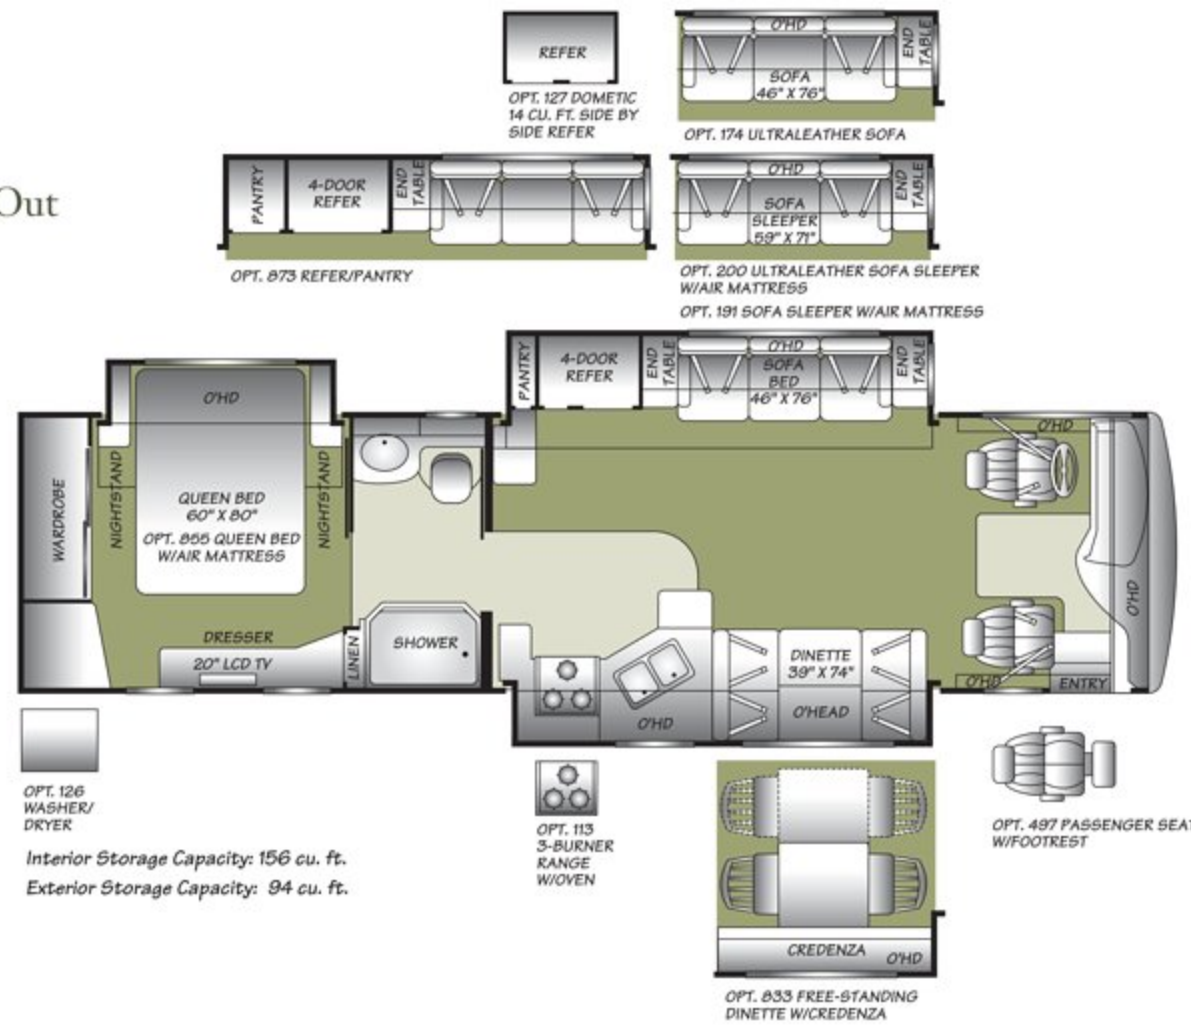 REFER
OPT. 127 DOMETIC
14 CU. FT. SIDE BY
SIDE REFER
O'HD
SOFA
46" X 76"
END
TABLE
OPT. 174 ULTRALEATHER SOFA
Out
PANTRY
4-DOOR
REFER
END
TABLE
OPT. 873 REFER/PANTRY
O'HD
SOFA
SLEEPER
59" X 71"
END
TABLE
OPT. 200 ULTRALEATHER SOFA SLEEPER
W/AIR MATTRESS
OPT. 191 SOFA SLEEPER W/AIR MATTRESS
PANTRY
4-DOOR
REFER
END
TABLE
O'HD
SOFA
BED
46" X 76"
END
TABLE
O'HD
WARDROBE
NIGHTSTAND
O'HD
QUEEN BED
60" X 80"
OPT. 855 QUEEN BED
W/AIR MATTRESS
NIGHTSTAND
DRESSER
20" LCD TV
LINEN
SHOWER
O'HD
DINETTE
39" X 74"
O'HEAD
O'HD
ENTRY
O'HD
OPT. 126
WASHER/
DRYER
Interior Storage Capacity: 156 cu. ft.
Exterior Storage Capacity: 94 cu. ft.
OPT. 113
3-BURNER
RANGE
W/OVEN
CREDENZA
O'HD
OPT. 833 FREE-STANDING
DINETTE W/CREDENZA
OPT. 497 PASSENGER SEAT
W/FOOTREST